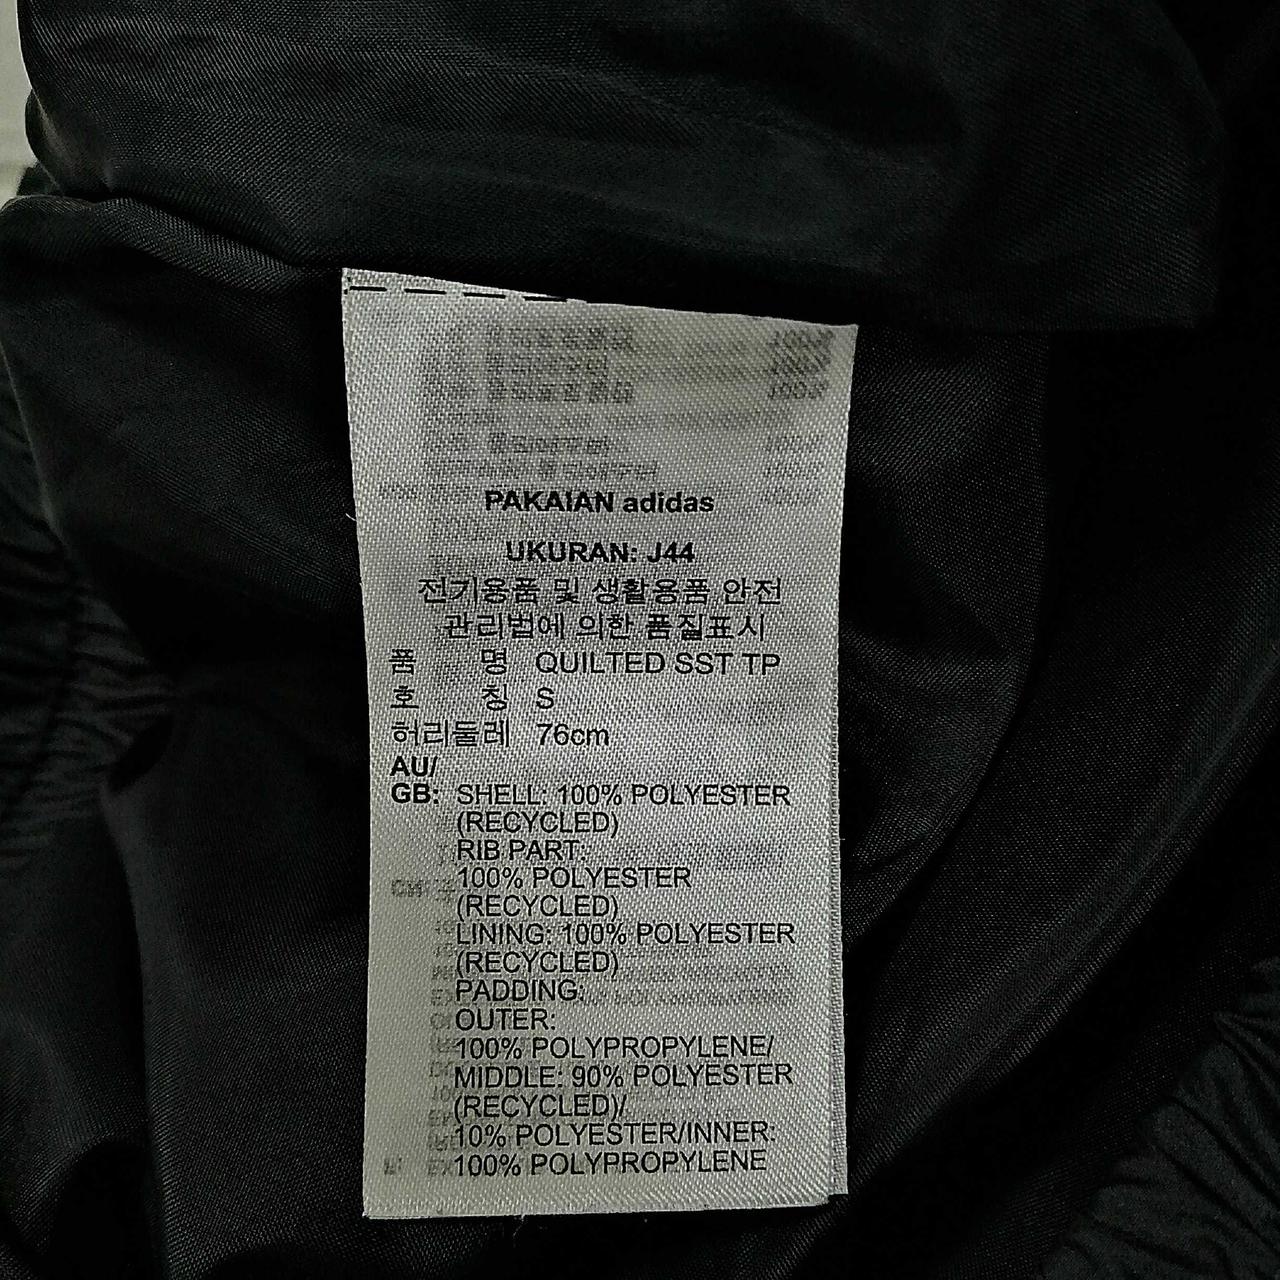 PAKAIAN adidas
UKURAN: J44
전기용품 및 생활용품 안전
관리법에 의한 품질표시
품 명 QUILTED SST TP
호 칭 S
허리둘레 76cm
AU/
GB: SHELL: 100% POLYESTER
(RECYCLED)
RIB PART:
100% POLYESTER
(RECYCLED)
LINING: 100% POLYESTER
(RECYCLED)
PADDING:
OUTER:
100% POLYPROPYLENE/
MIDDLE: 90% POLYESTER
(RECYCLED)/
10% POLYESTER/INNER:
100% POLYPROPYLENE